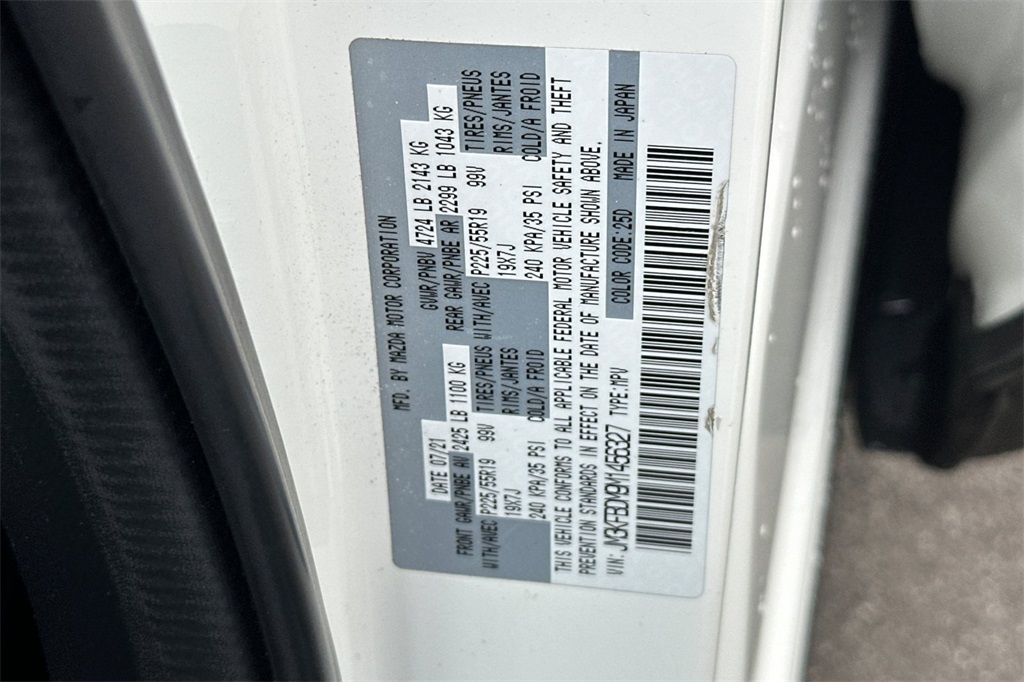 MFD. BY MAZDA MOTOR CORPORATION
DATE 07/21 GVWR/PNBV 4724 LB 2143 KG
FRONT GAWR/PNBE AV 2425 LB 1100 KG REAR GAWR/PNBE AR 2299 LB 1043 KG
WITH/AVEC P225/55R19 99V TIRES/PNEUS WITH/AVEC P225/55R19 99V TIRES/PNEUS
19X7J RIMS/JANTES 19X7J RIMS/JANTES
240 KPA/35 PSI COLD/A FROID 240 KPA/35 PSI COLD/A FROID
THIS VEHICLE CONFORMS TO ALL APPLICABLE FEDERAL MOTOR VEHICLE SAFETY AND THEFT
PREVENTION STANDARDS IN EFFECT ON THE DATE OF MANUFACTURE SHOWN ABOVE.
VIN: JM3KFBDM9M1456327 TYPE:MPV COLOR CODE:25D MADE IN JAPAN